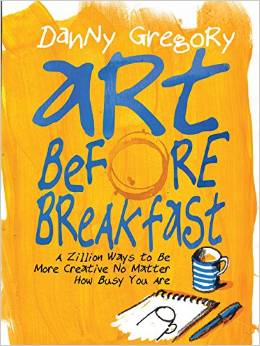 Danny Gregory
ART
BEFORE
BREAKfast
A Zillion Ways to Be
More Creative No Matter
How Busy You Are